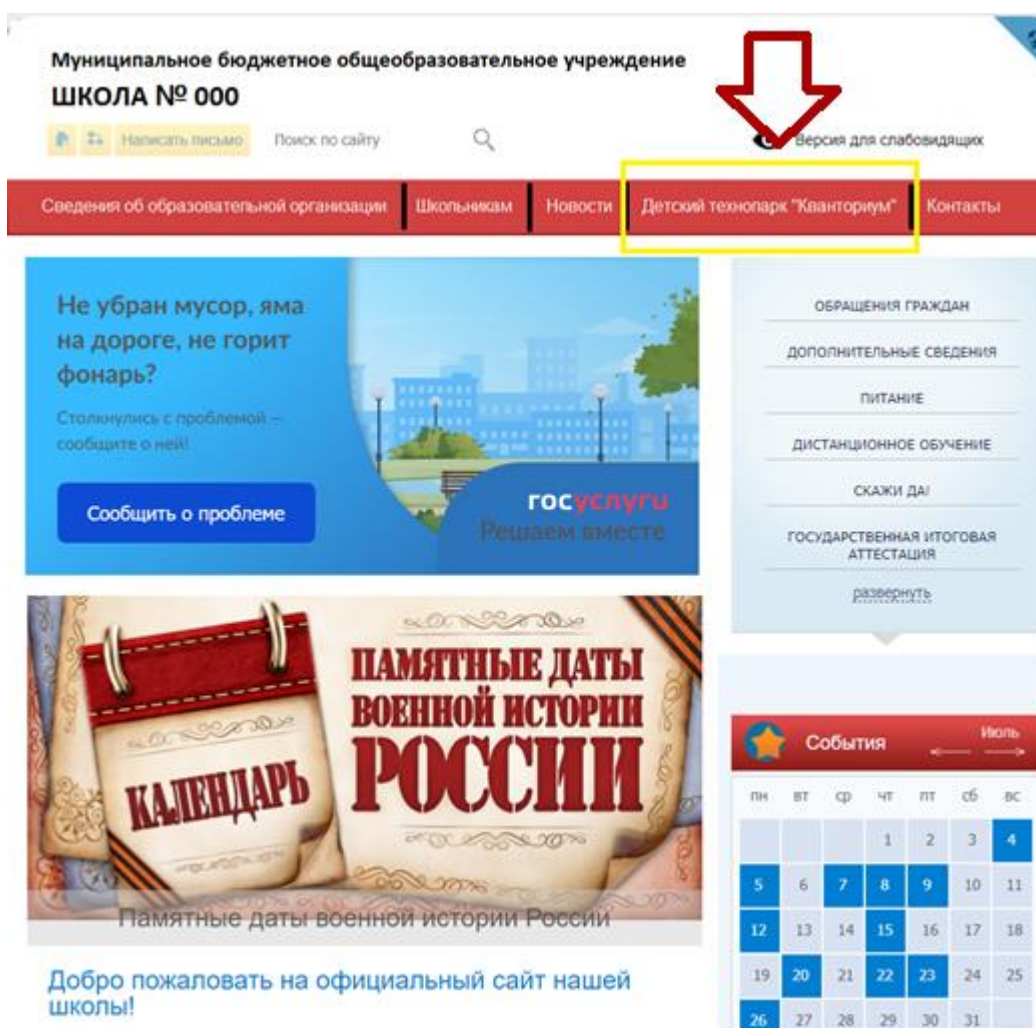 Муниципальное бюджетное общеобразовательное учреждение
ШКОЛА № 000
Написать письмо Поиск по сайту
Версия для слабовидящих
Сведения об образовательной организации Школьникам Новости Детский технопарк "Кванториум" Контакты
Не убран мусор, яма
на дороге, не горит
фонарь?
Столкнулись с проблемой —
сообщите о ней!
Сообщить о проблеме
госуслуги
Решаем вместе
ОБРАЩЕНИЯ ГРАЖДАН
ДОПОЛНИТЕЛЬНЫЕ СВЕДЕНИЯ
ПИТАНИЕ
ДИСТАНЦИОННОЕ ОБУЧЕНИЕ
СКАЖИ ДА!
ГОСУДАРСТВЕННАЯ ИТОГОВАЯ
АТТЕСТАЦИЯ
развернуть
КАЛЕНДАРЬ
ПАМЯТНЫЕ ДАТЫ
ВОЕННОЙ ИСТОРИИ
РОССИИ
Памятные даты военной истории России
Добро пожаловать на официальный сайт нашей
школы!
События Июль
пн вт ср чт пт сб вс
1 2 3 4
5 6 7 8 9 10 11
12 13 14 15 16 17 18
19 20 21 22 23 24 25
26 27 28 29 30 31